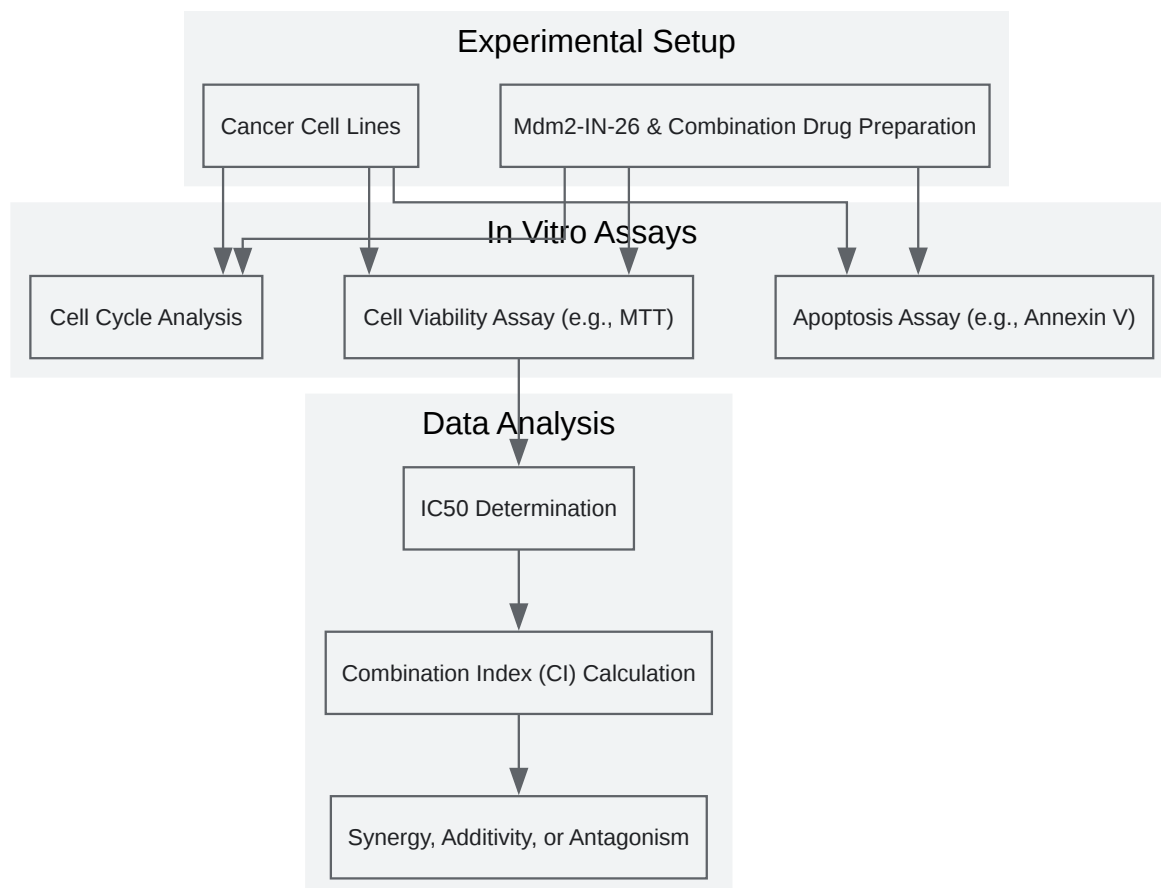 Experimental Setup
Cancer Cell Lines
Mdm2-IN-26 & Combination Drug Preparation
In Vitro Assays
Cell Cycle Analysis
Cell Viability Assay (e.g., MTT)
Apoptosis Assay (e.g., Annexin V)
Data Analysis
IC50 Determination
Combination Index (CI) Calculation
Synergy, Additivity, or Antagonism